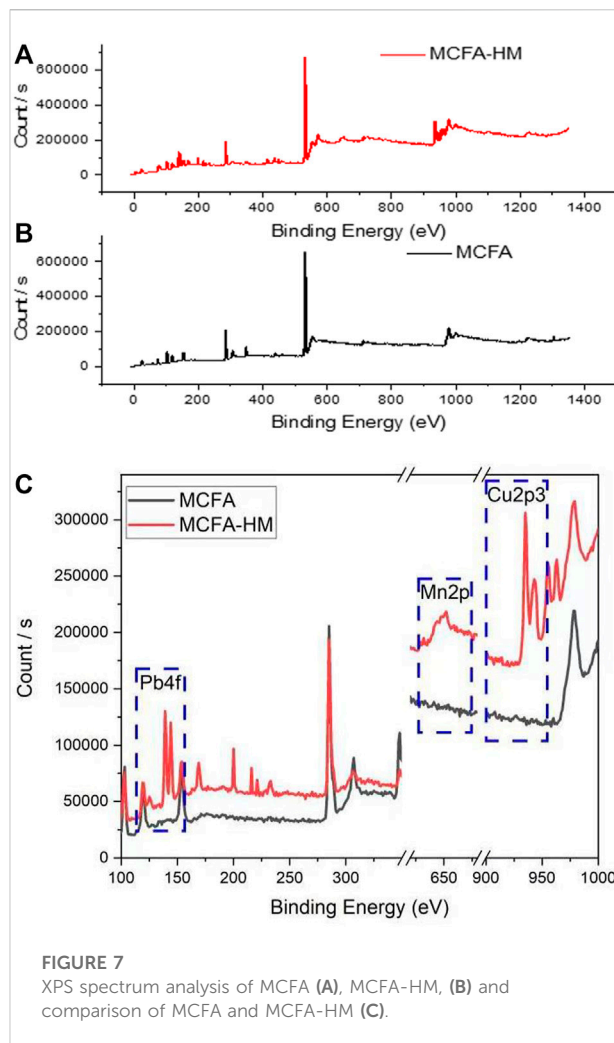 A
MCFA-HM
600000
400000
200000
0
Count / s
0 200 400 600 800 1000 1200 1400
Binding Energy (eV)
B
MCFA
600000
400000
200000
0
Count / s
0 200 400 600 800 1000 1200 1400
Binding Energy (eV)
C
MCFA
MCFA-HM
Cu2p3
Mn2p
Pb4f
300000
250000
200000
150000
100000
50000
0
Count / s
100 150 200 250 300 650 900 950 1000
Binding Energy (eV)
FIGURE 7
XPS spectrum analysis of MCFA (A), MCFA-HM, (B) and
comparison of MCFA and MCFA-HM (C).